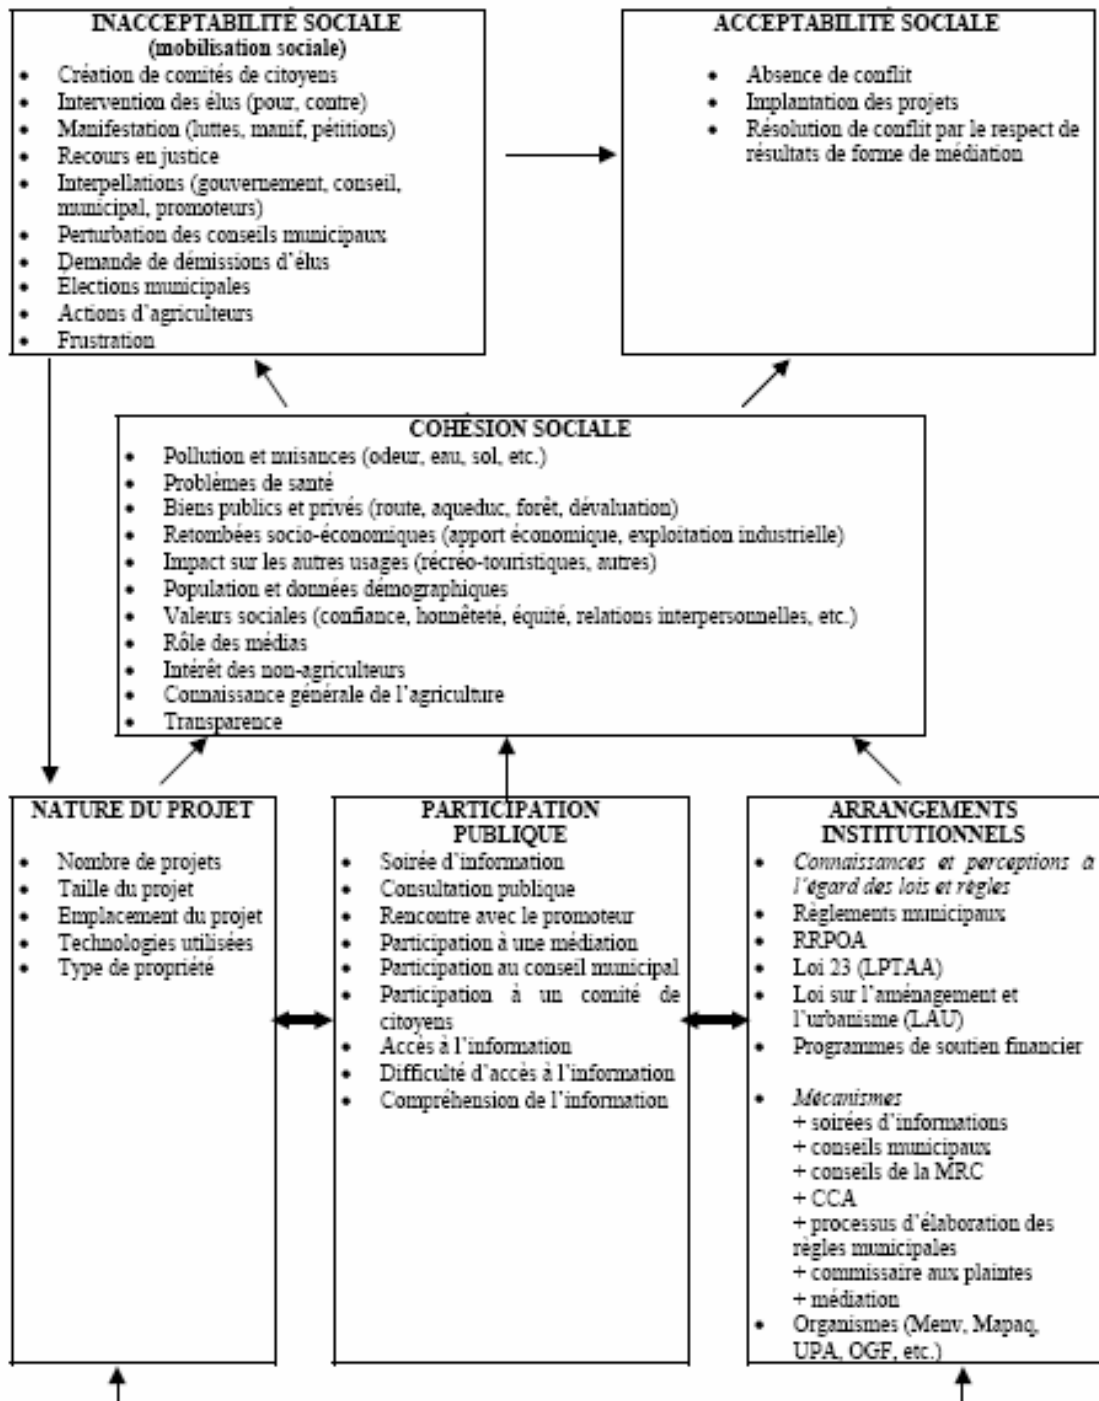 INACCEPTABILITÉ SOCIALE
(mobilisation sociale)
• Création de comités de citoyens
• Intervention des élus (pour, contre)
• Manifestation (luttes, manif, pétitions)
• Recours en justice
• Interpellations (gouvernement, conseil,
municipal, promoteurs)
• Perturbation des conseils municipaux
• Demande de démissions d'élus
• Elections municipales
• Actions d'agriculteurs
• Frustration
ACCEPTABILITÉ SOCIALE
• Absence de conflit
• Implantation des projets
• Résolution de conflit par le respect de
résultats de forme de médiation
COHÉSION SOCIALE
• Pollution et nuisances (odeur, eau, sol, etc.)
• Problèmes de santé
• Biens publics et privés (route, aqueduc, forêt, dévaluation)
• Retombées socio-économiques (apport économique, exploitation industrielle)
• Impact sur les autres usages (récréo-touristiques, autres)
• Population et données démographiques
• Valeurs sociales (confiance, honnêteté, équité, relations interpersonnelles, etc.)
• Rôle des médias
• Intérêt des non-agriculteurs
• Connaissance générale de l'agriculture
• Transparence
NATURE DU PROJET
• Nombre de projets
• Taille du projet
• Emplacement du projet
• Technologies utilisées
• Type de propriété
PARTICIPATION
PUBLIQUE
• Soirée d'information
• Consultation publique
• Rencontre avec le promoteur
• Participation à une médiation
• Participation au conseil municipal
• Participation à un comité de
citoyens
• Accès à l'information
• Difficulté d'accès à l'information
• Compréhension de l'information
ARRANGEMENTS
INSTITUTIONNELS
• Connaissances et perceptions à
l'égard des lois et règles
• Règlements municipaux
• RRPOA
• Loi 23 (LPTAA)
• Loi sur l'aménagement et
l'urbanisme (LAU)
• Programmes de soutien financier
• Mécanismes
+ soirées d'informations
+ conseils municipaux
+ conseils de la MRC
+ CCA
+ processus d'élaboration des
règles municipales
+ commissaire aux plaintes
+ médiation
• Organismes (Menv, Mapaq,
UPA, OGF, etc.)